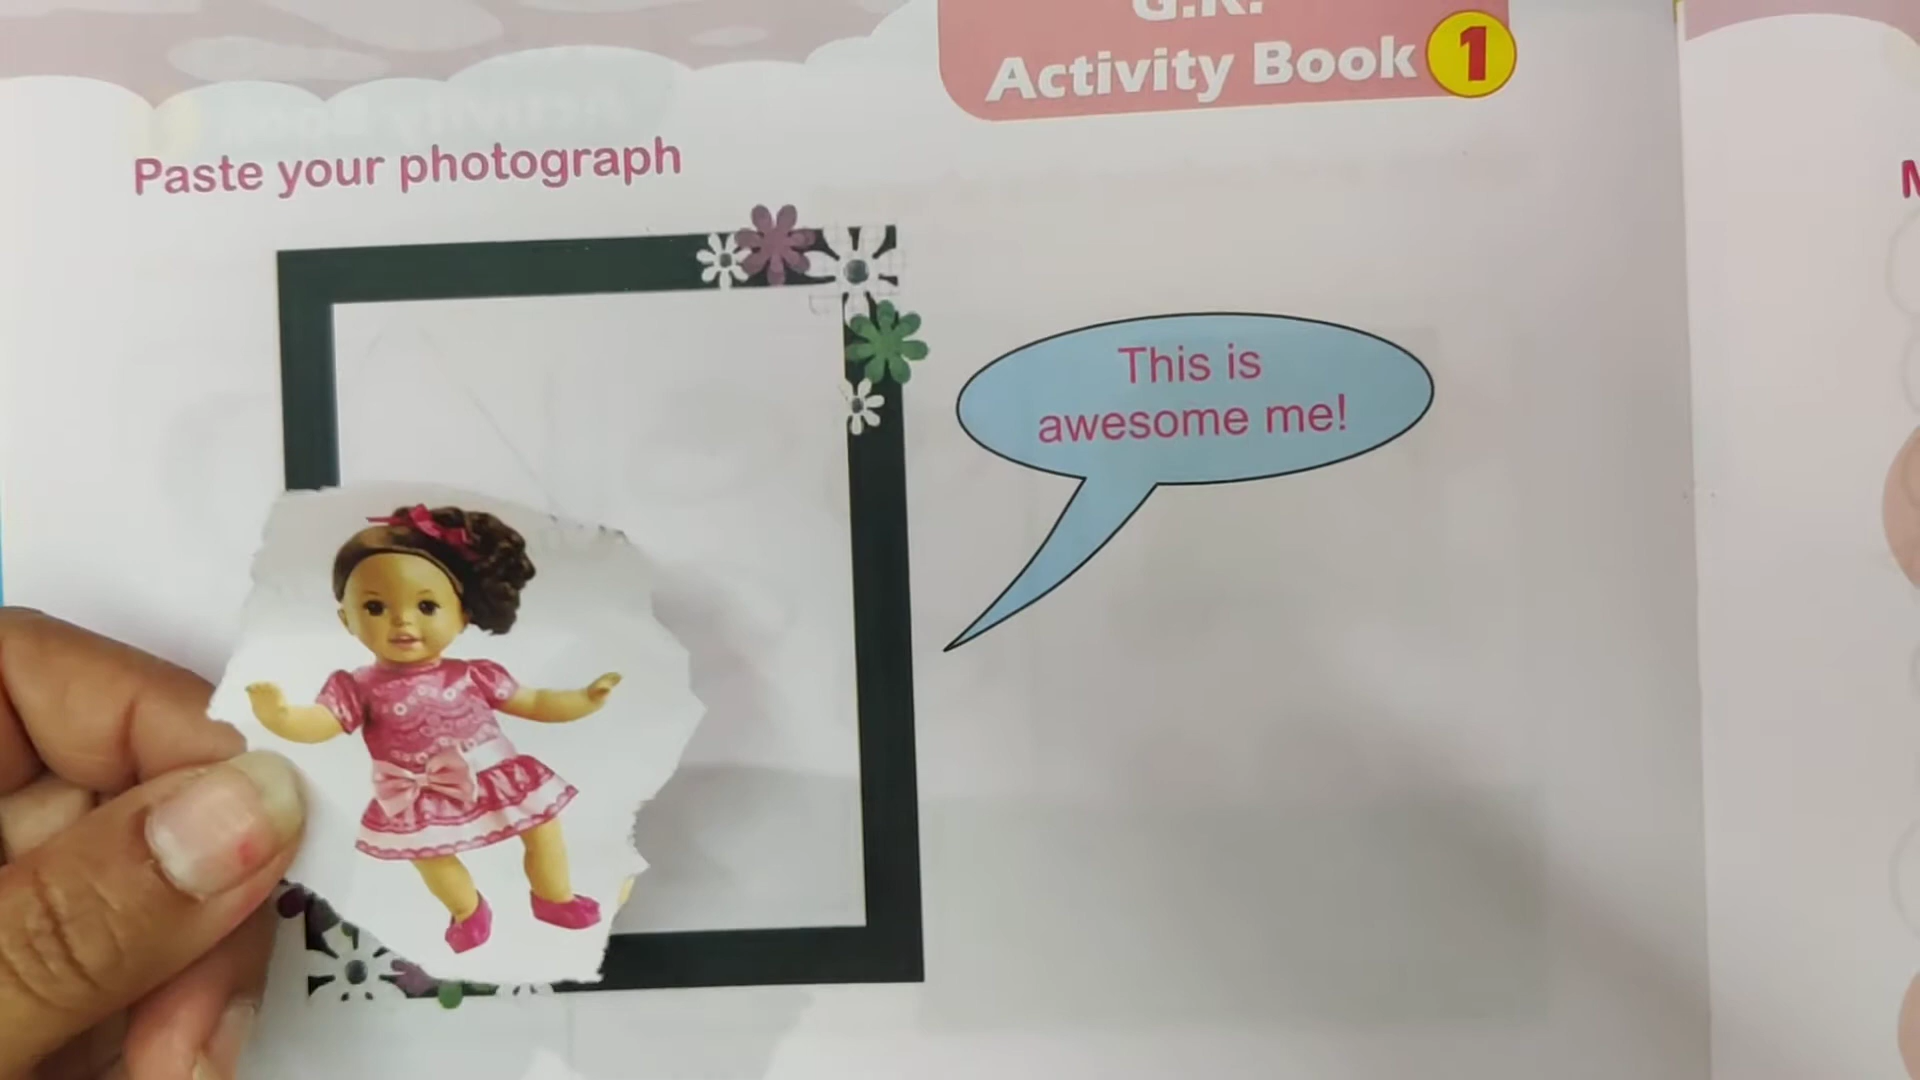 G.K.
Activity Book 1
Paste your photograph
This is
awesome me!